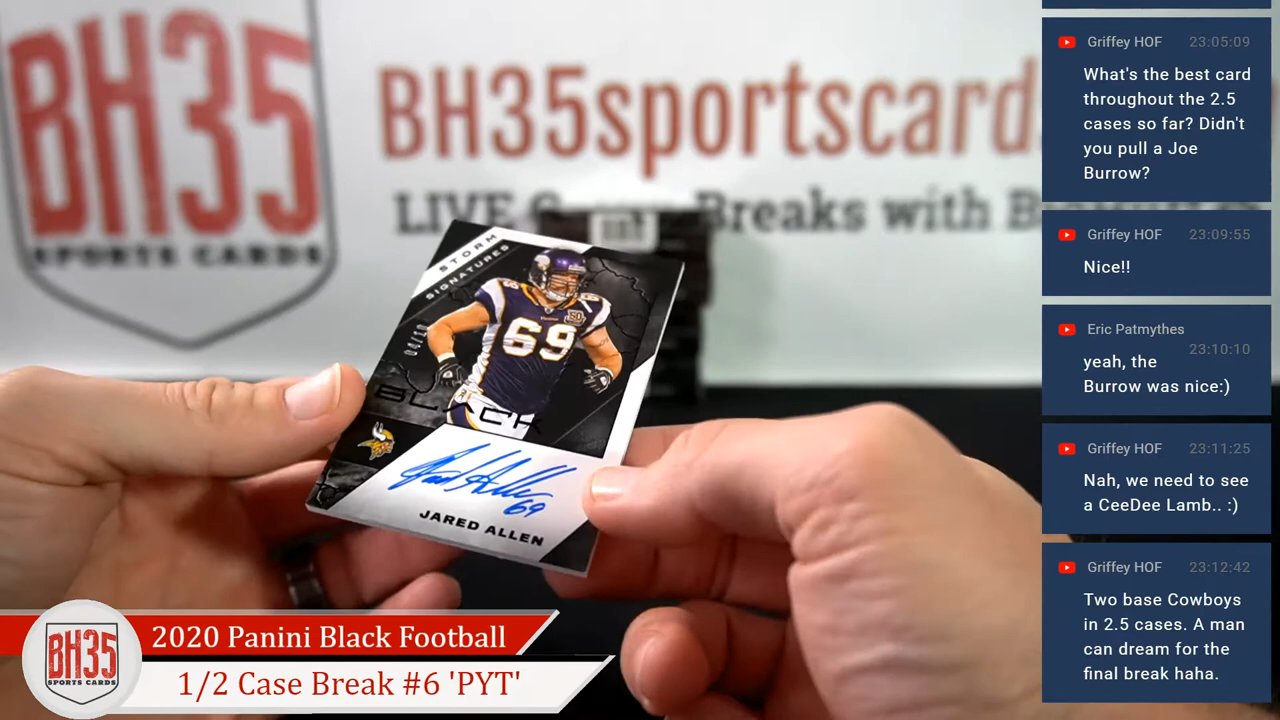 BH35
SPORTS CARDS
BH35sportscard
LIVE
Breaks with
STORM
SIGNATURES
69
BLACK
69
JARED ALLEN
BH35
SPORTS CARDS
2020 Panini Black Football
1/2 Case Break #6 'PYT'
Griffey HOF 23:05:09
What's the best card
throughout the 2.5
cases so far? Didn't
you pull a Joe
Burrow?
Griffey HOF 23:09:55
Nice!!
Eric Patmythes
23:10:10
yeah, the
Burrow was nice:)
Griffey HOF 23:11:25
Nah, we need to see
a CeeDee Lamb.. :)
Griffey HOF 23:12:42
Two base Cowboys
in 2.5 cases. A man
can dream for the
final break haha.